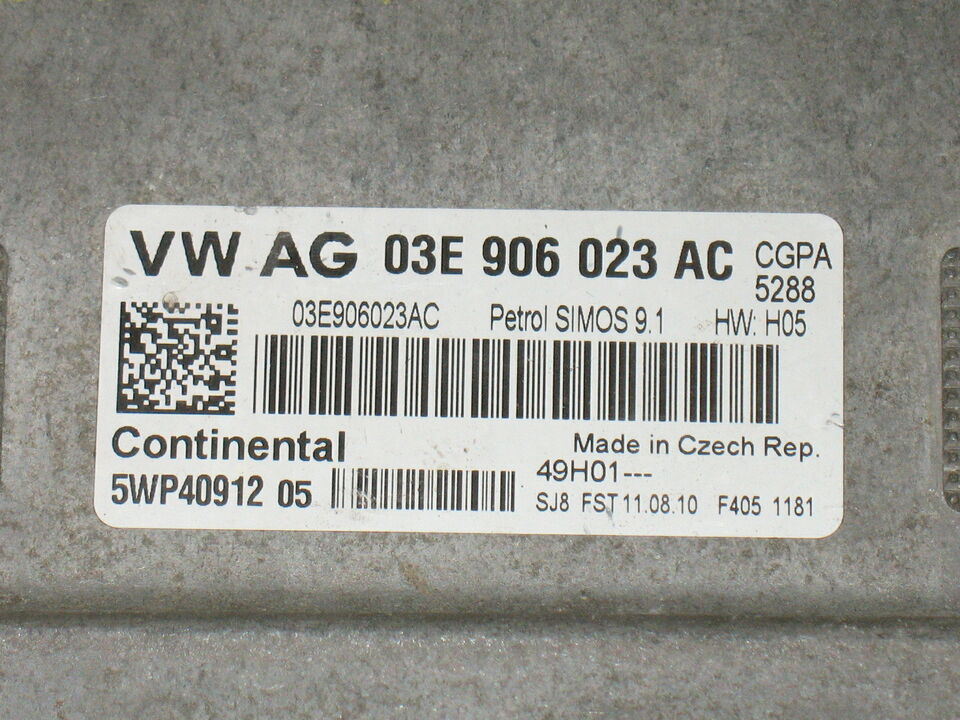 VW AG 03E 906 023 AC CGPA
5288
03E906023AC Petrol SIMOS 9.1 HW: H05
Continental Made in Czech Rep.
49H01---
5WP40912 05 SJ8 FST 11.08.10 F405 1181